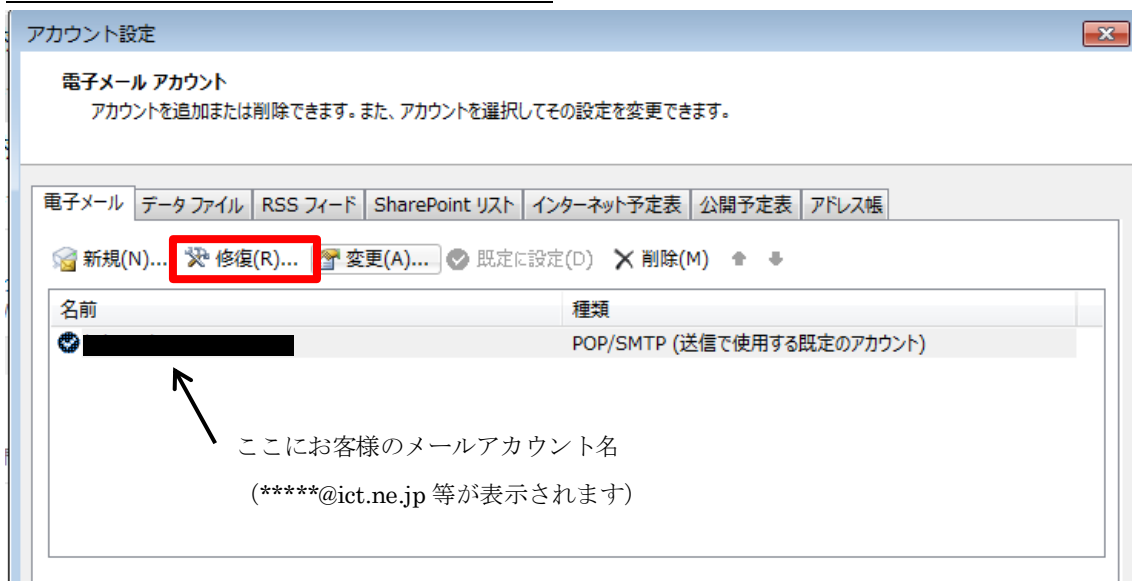 アカウント設定
電子メール アカウント
アカウントを追加または削除できます。また、アカウントを選択してその設定を変更できます。
電子メール データ ファイル RSS フィード SharePoint リスト インターネット予定表 公開予定表 アドレス帳
新規(N)... 修復(R)... 変更(A)... 既定に設定(D) 削除(M)
名前 種類
POP/SMTP (送信で使用する既定のアカウント)
ここにお客様のメールアカウント名
（*****@ict.ne.jp 等が表示されます）